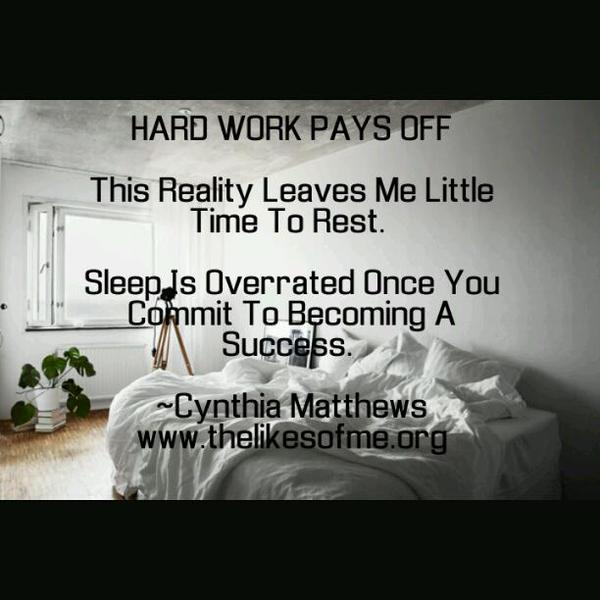 HARD WORK PAYS OFF
This Reality Leaves Me Little
Time To Rest.
Sleep Is Overrated Once You
Commit To Becoming A
Success.
~Cynthia Matthews
www.thelikesofme.org